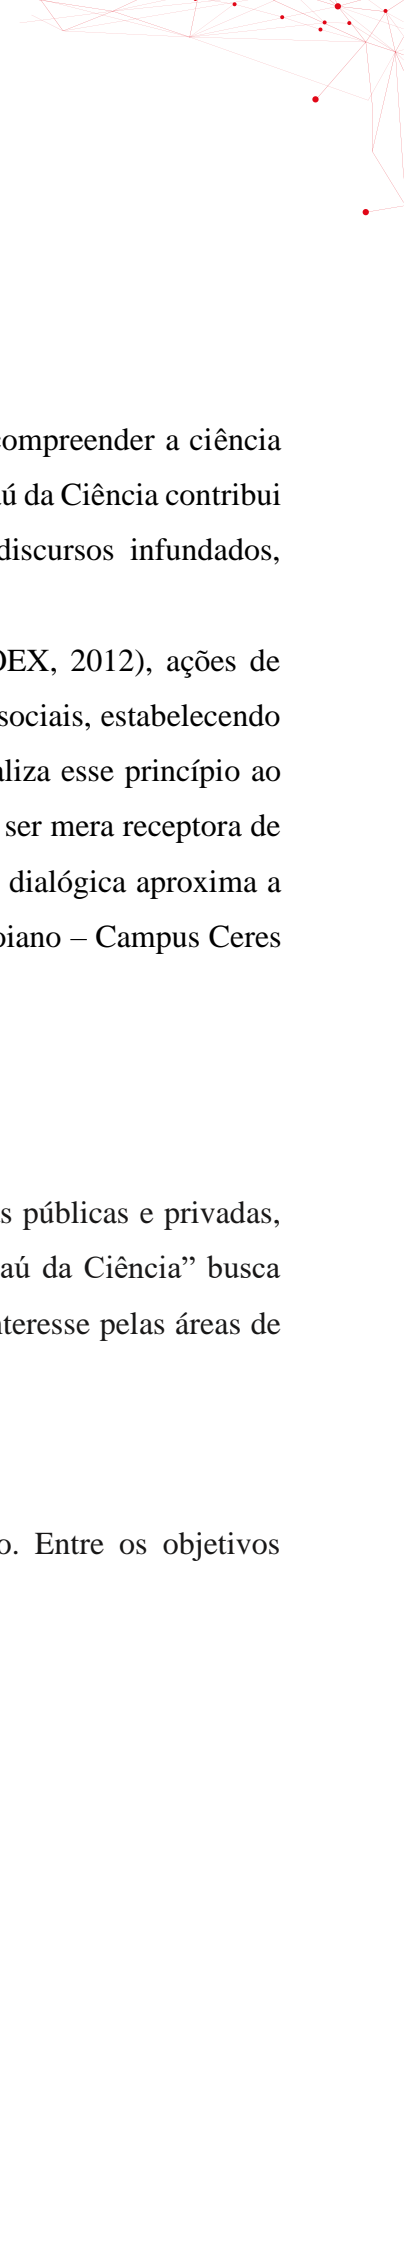 compreender a ciência
aú da Ciência contribui
discursos infundados,
DEX, 2012), ações de
sociais, estabelecendo
aliza esse princípio ao
ser mera receptora de
dialógica aproxima a
oiano – Campus Ceres
s públicas e privadas,
aú da Ciência” busca
nteresse pelas áreas de
o. Entre os objetivos